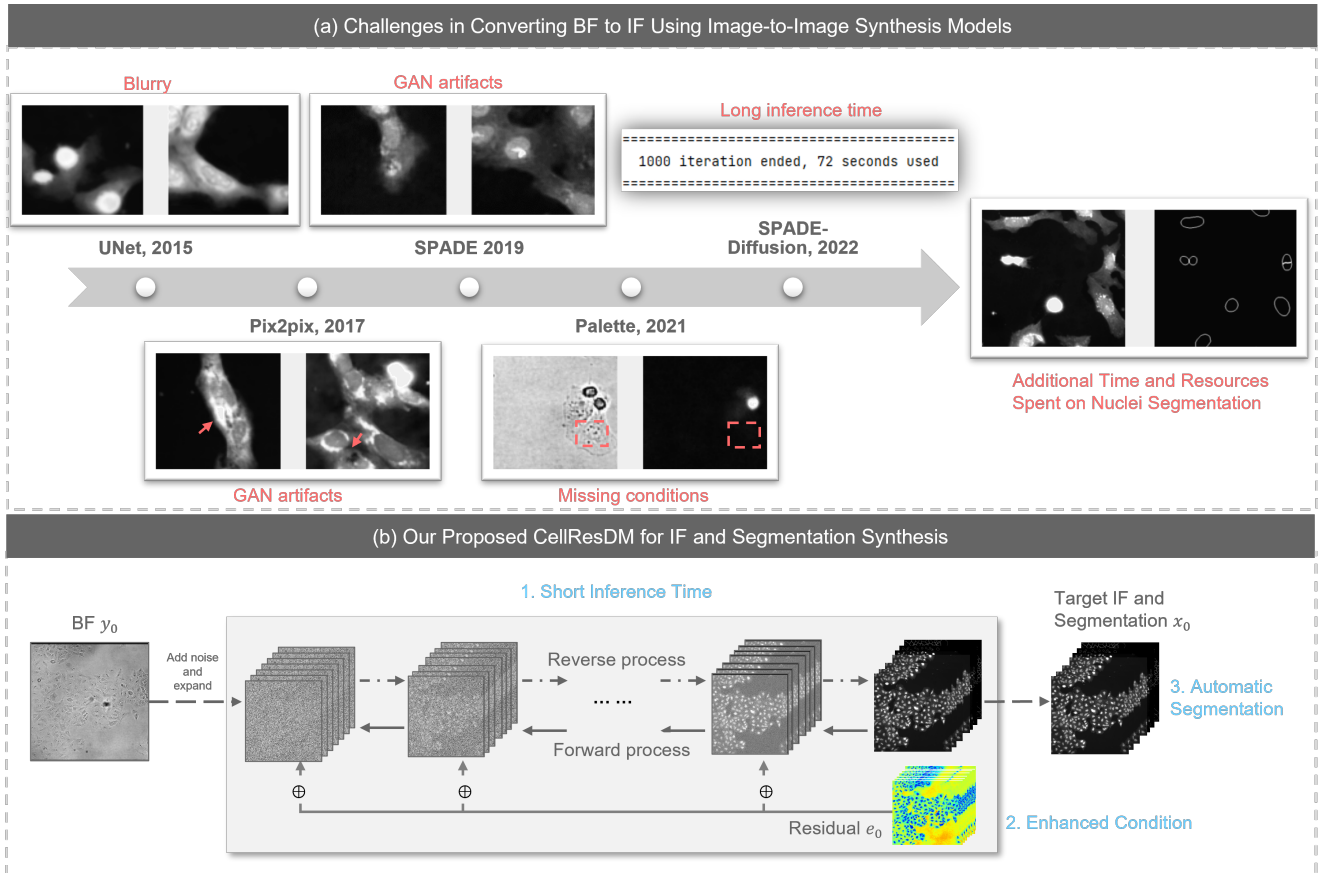 (a) Challenges in Converting BF to IF Using Image-to-Image Synthesis Models
Blurry
GAN artifacts
Long inference time
========================================
1000 iteration ended, 72 seconds used
========================================
UNet, 2015
SPADE 2019
SPADE-
Diffusion, 2022
Pix2pix, 2017
Palette, 2021
Additional Time and Resources
Spent on Nuclei Segmentation
GAN artifacts
Missing conditions
(b) Our Proposed CellResDM for IF and Segmentation Synthesis
1. Short Inference Time
BF y₀
Add noise
and
expand
Reverse process
... ...
Forward process
Target IF and
Segmentation x₀
3. Automatic
Segmentation
⊕ ⊕ ⊕
Residual e₀
2. Enhanced Condition